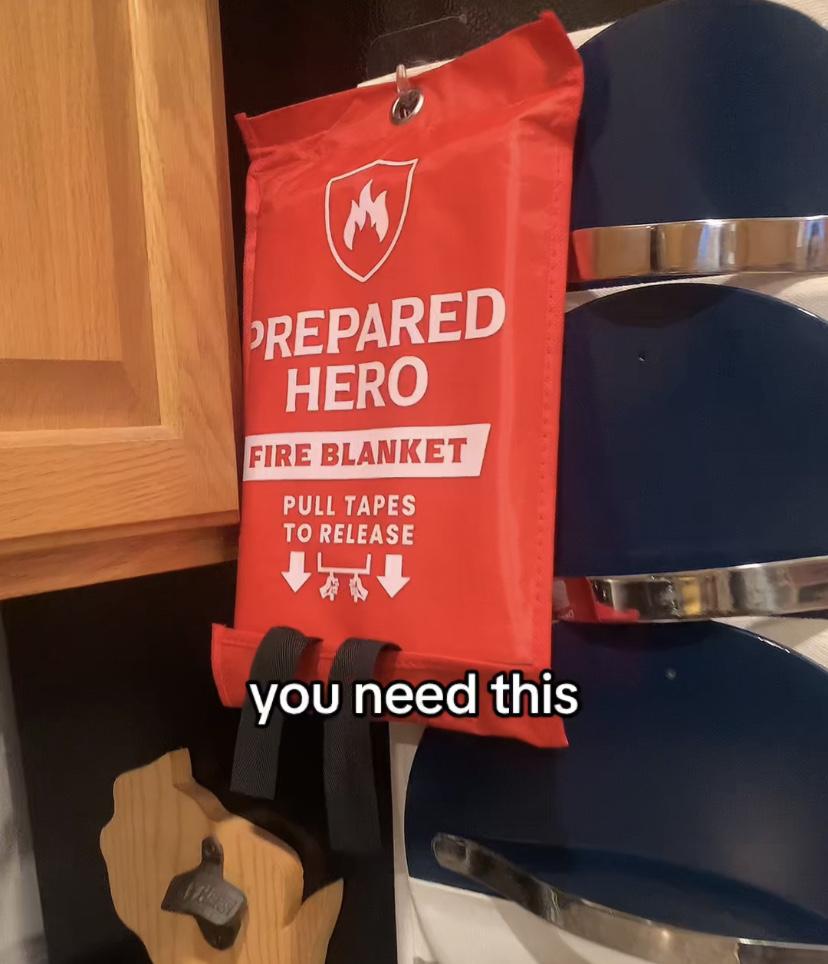 PREPARED
HERO
FIRE BLANKET
PULL TAPES
TO RELEASE
you need this